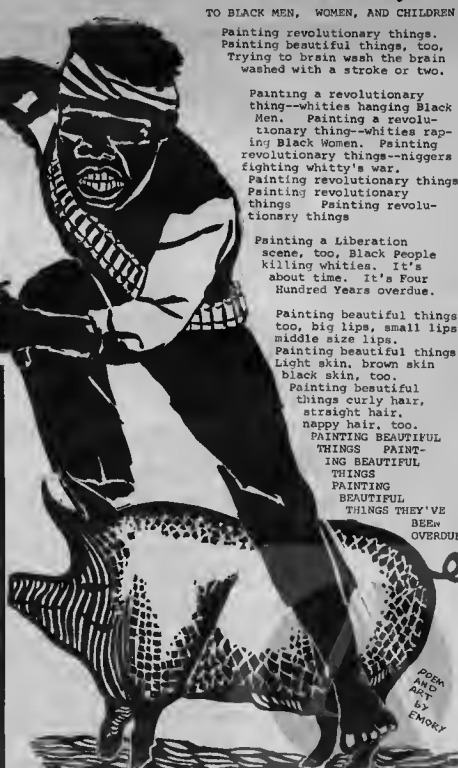 TO BLACK MEN, WOMEN, AND CHILDREN
Painting revolutionary things.
Painting beautiful things, too,
Trying to brain wash the brain
washed with a stroke or two.
Painting a revolutionary
thing--whities hanging Black
Men. Painting a revolu-
tionary thing--whities rap-
ing Black Women. Painting
revolutionary things--niggers
fighting whitty's war.
Painting revolutionary things
Painting revolutionary
things Painting revolu-
tionary things
Painting a Liberation
scene, too, Black People
killing whities. It's
about time. It's Four
Hundred Years overdue.
Painting beautiful things
too, big lips, small lips
middle size lips.
Painting beautiful things
Light skin, brown skin
black skin, too.
Painting beautiful
things curly hair,
straight hair,
nappy hair, too.
PAINTING BEAUTIFUL
THINGS PAINT-
ING BEAUTIFUL
THINGS
PAINTING
BEAUTIFUL
THINGS THEY'VE
BEEN
OVERDUE
POEM
AND
ART
by
EMORY